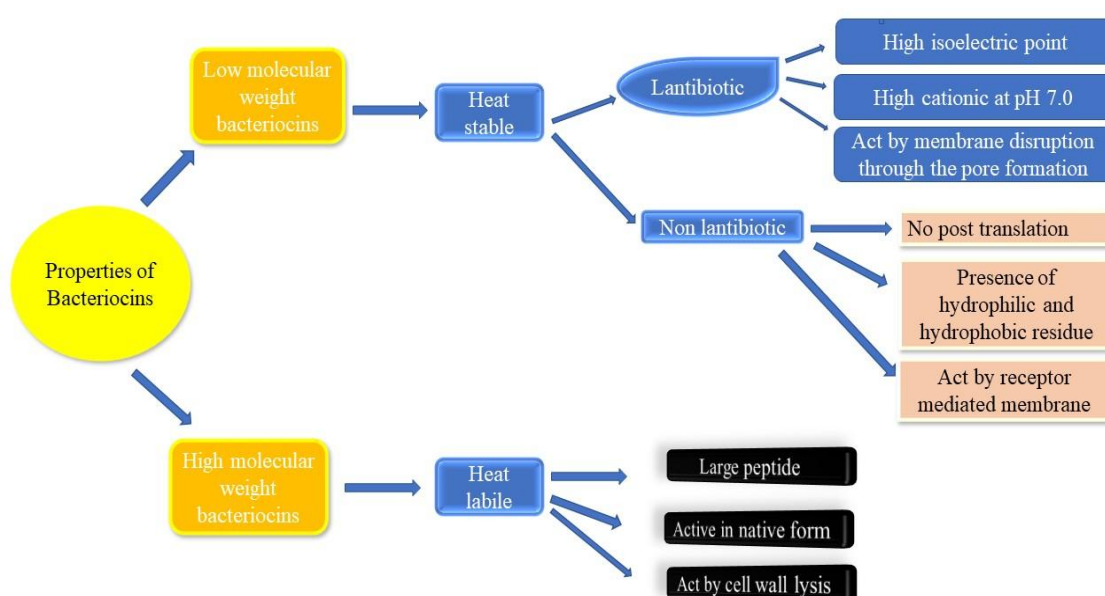 Properties of
Bacteriocins
Low molecular
weight
bacteriocins
Heat
stable
Lantibiotic
High isoelectric point
High cationic at pH 7.0
Act by membrane disruption
through the pore formation
Non lantibiotic
No post translation
Presence of
hydrophilic and
hydrophobic residue
Act by receptor
mediated membrane
High molecular
weight
bacteriocins
Heat
labile
Large peptide
Active in native form
Act by cell wall lysis